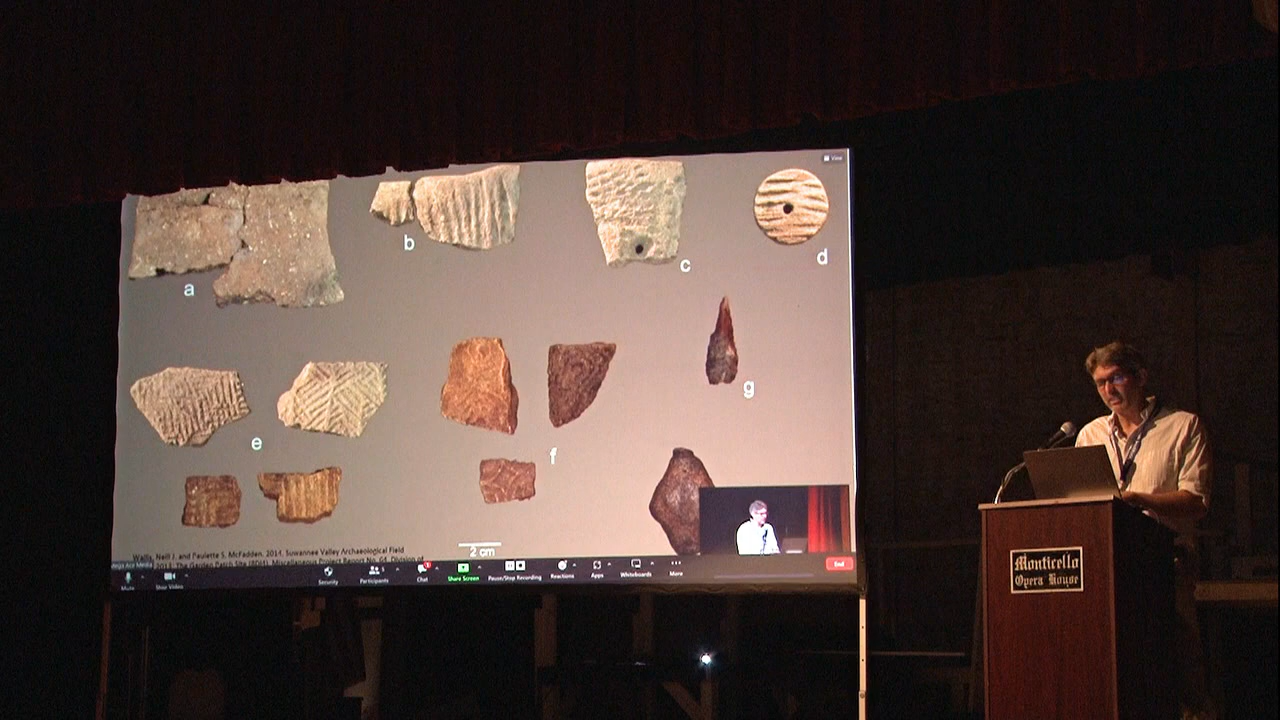 View
a
b
c
d
e
f
g
2 cm
Wallis, Neill J. and Paulette S. McFadden. 2014. Suwannee Valley Archaeological Field
Mute
Stop Video
Security
Participants
Chat
Share Screen
Pause/Stop Recording
Reactions
Apps
Whiteboards
More
End
Monticello
Opera House